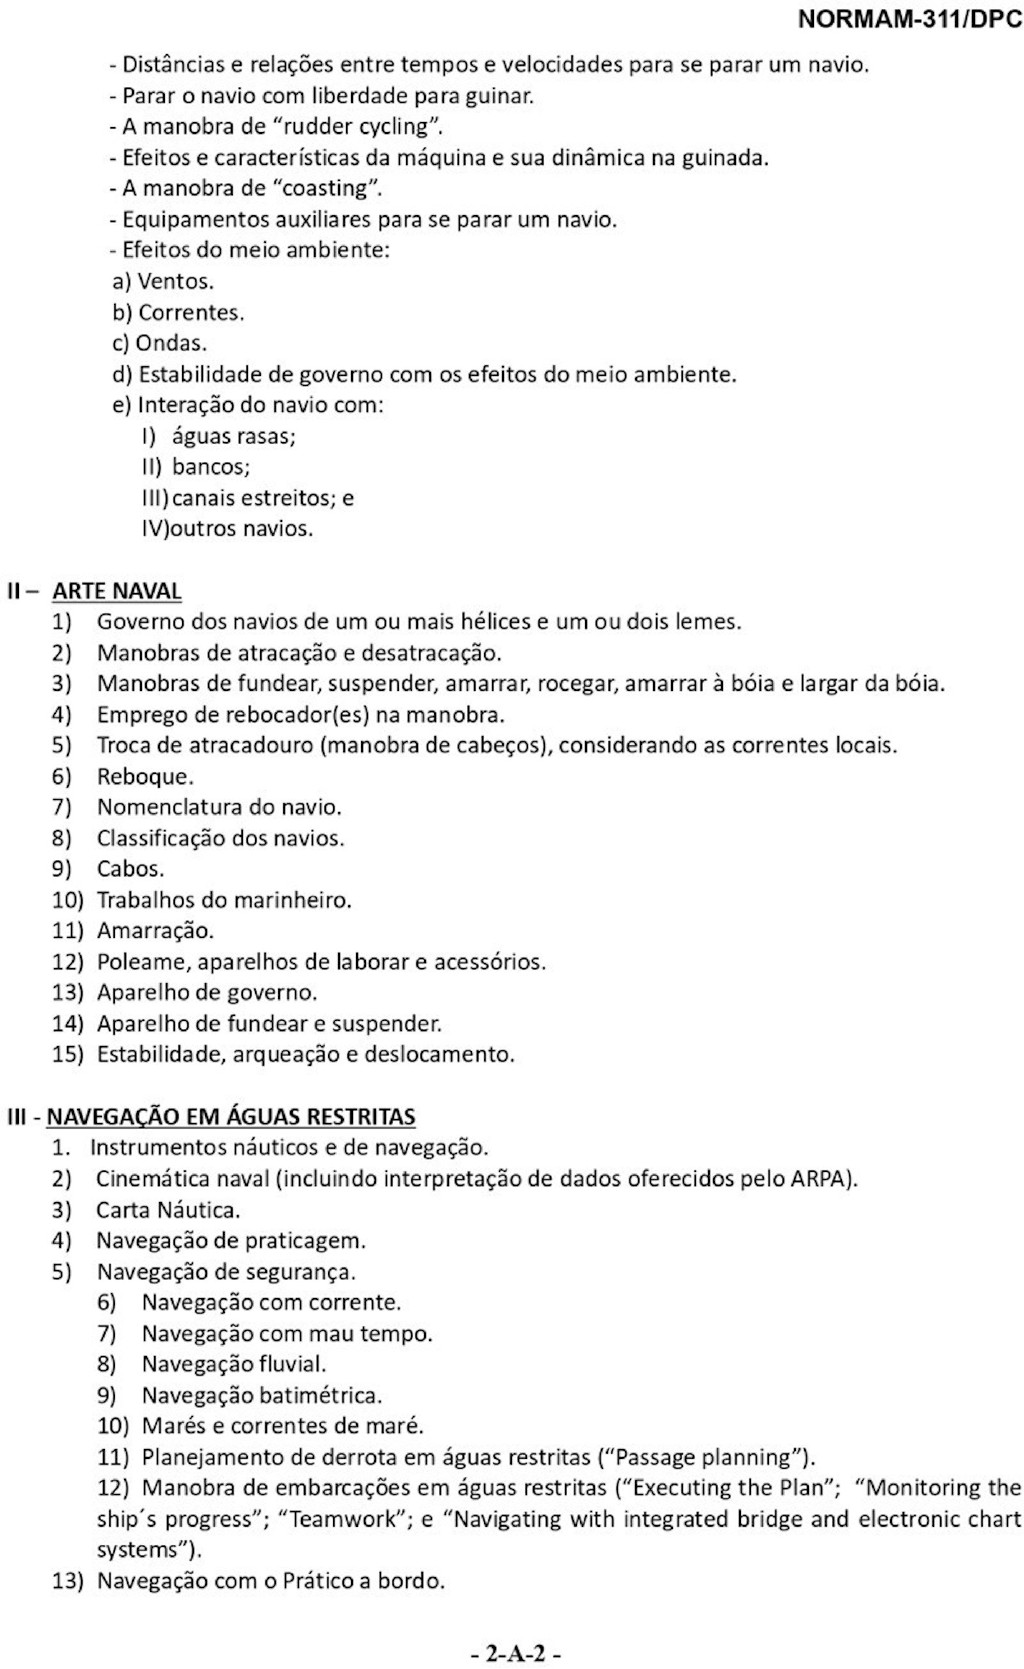 NORMAM-311/DPC
- Distâncias e relações entre tempos e velocidades para se parar um navio.
- Parar o navio com liberdade para guinar.
- A manobra de “rudder cycling”.
- Efeitos e características da máquina e sua dinâmica na guinada.
- A manobra de “coasting”.
- Equipamentos auxiliares para se parar um navio.
- Efeitos do meio ambiente:
a) Ventos.
b) Correntes.
c) Ondas.
d) Estabilidade de governo com os efeitos do meio ambiente.
e) Interação do navio com:
I) águas rasas;
II) bancos;
III) canais estreitos; e
IV)outros navios.
II – ARTE NAVAL
1) Governo dos navios de um ou mais hélices e um ou dois lemes.
2) Manobras de atracação e desatracação.
3) Manobras de fundear, suspender, amarrar, rocegar, amarrar à bóia e largar da bóia.
4) Emprego de rebocador(es) na manobra.
5) Troca de atracadouro (manobra de cabeços), considerando as correntes locais.
6) Reboque.
7) Nomenclatura do navio.
8) Classificação dos navios.
9) Cabos.
10) Trabalhos do marinheiro.
11) Amarração.
12) Poleame, aparelhos de laborar e acessórios.
13) Aparelho de governo.
14) Aparelho de fundear e suspender.
15) Estabilidade, arqueação e deslocamento.
III - NAVEGAÇÃO EM ÁGUAS RESTRITAS
1. Instrumentos náuticos e de navegação.
2) Cinemática naval (incluindo interpretação de dados oferecidos pelo ARPA).
3) Carta Náutica.
4) Navegação de praticagem.
5) Navegação de segurança.
6) Navegação com corrente.
7) Navegação com mau tempo.
8) Navegação fluvial.
9) Navegação batimétrica.
10) Marés e correntes de maré.
11) Planejamento de derrota em águas restritas (“Passage planning”).
12) Manobra de embarcações em águas restritas (“Executing the Plan”; “Monitoring the
ship´s progress”; “Teamwork”; e “Navigating with integrated bridge and electronic chart
systems”).
13) Navegação com o Prático a bordo.
- 2-A-2 -